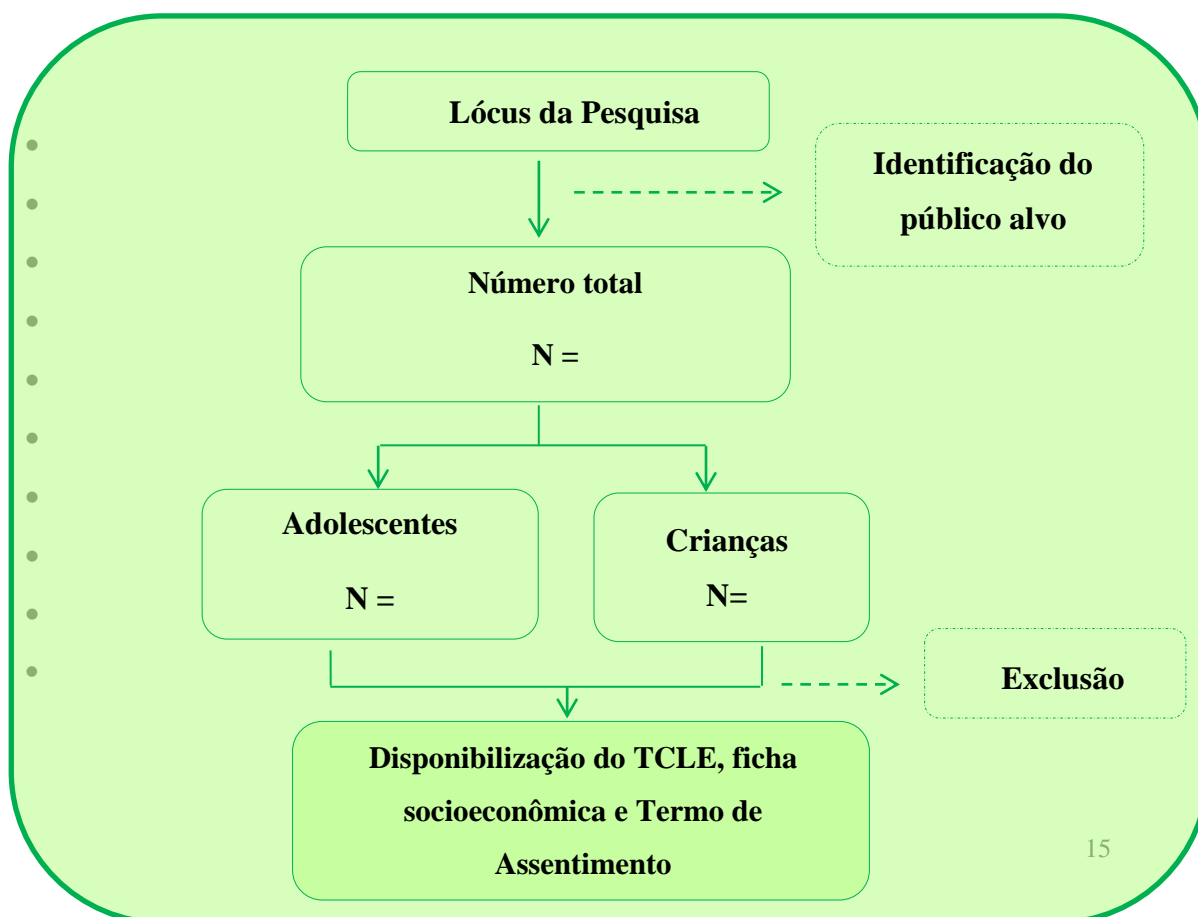 Lócus da Pesquisa
Identificação do
público alvo
Número total
N =
Adolescentes
N =
Crianças
N=
Exclusão
Disponibilização do TCLE, ficha
socioeconômica e Termo de
Assentimento
15